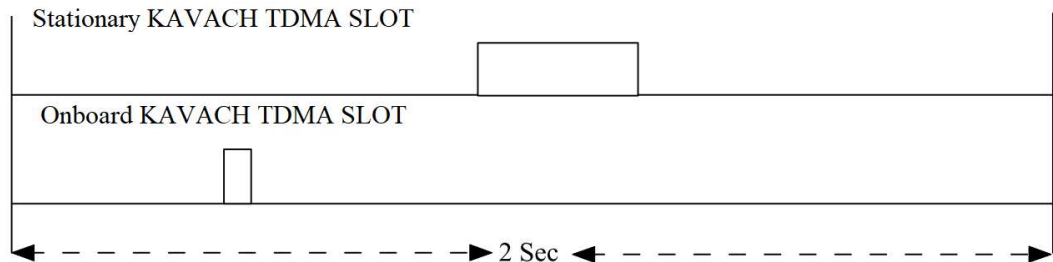 Stationary KAVACH TDMA SLOT
Onboard KAVACH TDMA SLOT
2 Sec